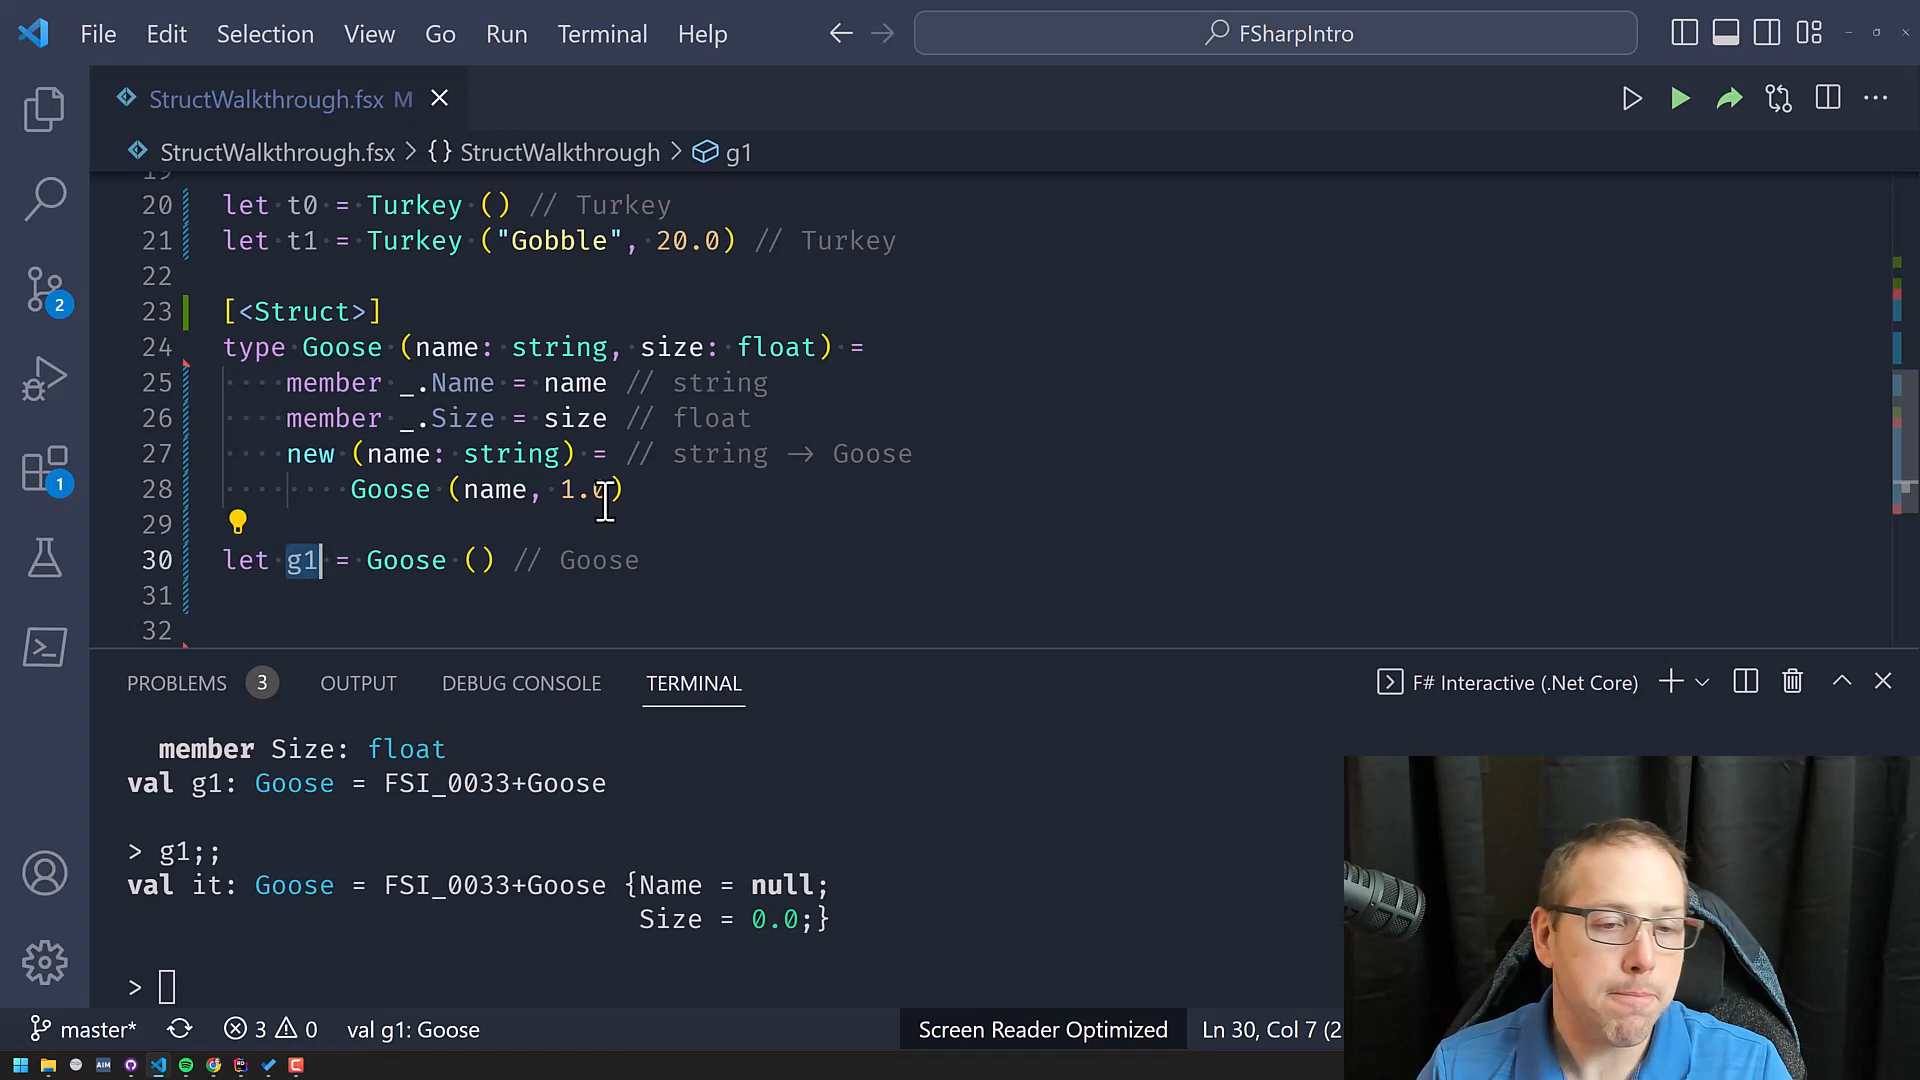 File Edit Selection View Go Run Terminal Help FSharpIntro
StructWalkthrough.fsx M
StructWalkthrough.fsx > {} StructWalkthrough > g1
20 let t0 = Turkey () // Turkey
21 let t1 = Turkey ("Gobble", 20.0) // Turkey
22
23 [<Struct>]
24 type Goose (name: string, size: float) =
25 member _.Name = name // string
26 member _.Size = size // float
27 new (name: string) = // string → Goose
28 Goose (name, 1.0)
29
30 let g1 = Goose () // Goose
31
32
2
1
PROBLEMS 3 OUTPUT DEBUG CONSOLE TERMINAL F# Interactive (.Net Core)
member Size: float
val g1: Goose = FSI_0033+Goose
> g1;;
val it: Goose = FSI_0033+Goose {Name = null;
Size = 0.0;}
>
master* 3 0 val g1: Goose Screen Reader Optimized Ln 30, Col 7 (2
AIM